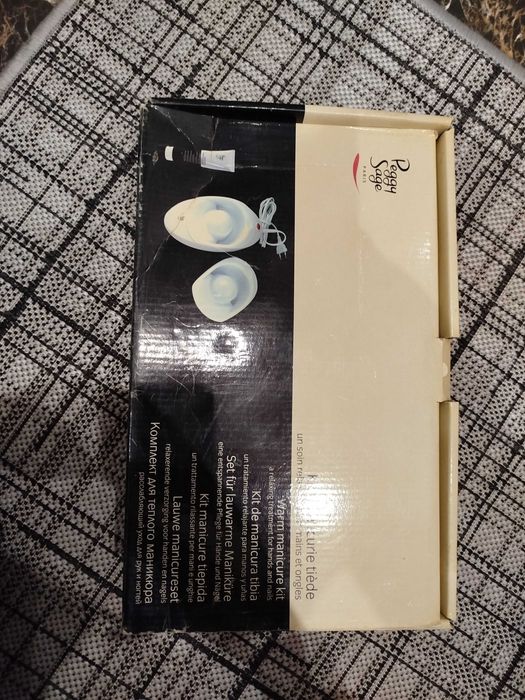 Peggy
Sage
PARIS
curie tiède
un soin
mains et ongles
Warm manicure kit
a relaxing treatment for hands and nails
Kit de manicura tibia
un tratamiento relajante para manos y uñas
Set für lauwarme Maniküre
eine entspannende Pflege für Hände und Nägel
Kit manicure tiepida
un trattamento rilassante per mani e unghie
Lauwe manicureset
relaxerende verzorging voor handen en nagels
Комплект для теплого маникюра
расслабляющий уход для рук и ногтей